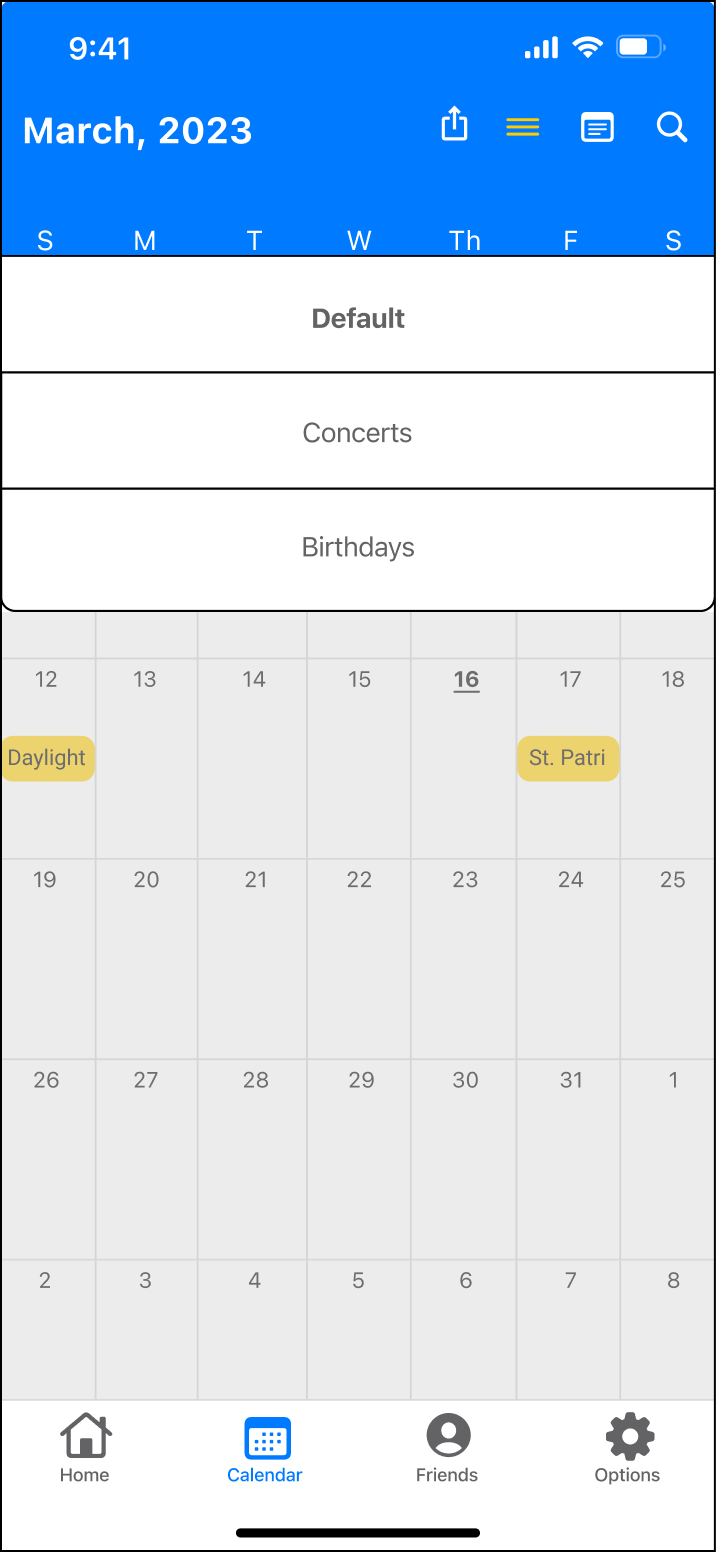 9:41
March, 2023
S M T W Th F S
Default
Concerts
Birthdays
12 13 14 15 16 17 18
Daylight St. Patri
19 20 21 22 23 24 25
26 27 28 29 30 31 1
2 3 4 5 6 7 8
Home Calendar Friends Options